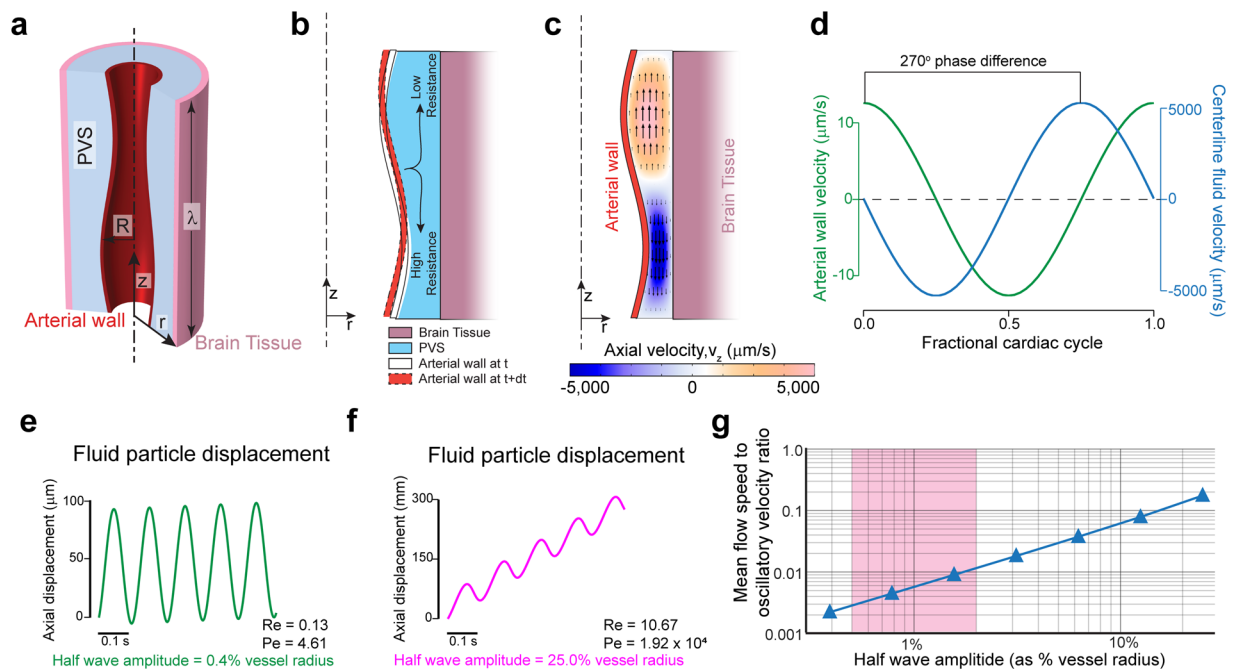 a
PVS
R
λ
z
r
Arterial wall
Brain Tissue
b
Low
Resistance
High
Resistance
z
r
Brain Tissue
PVS
Arterial wall at t
Arterial wall at t+dt
c
Arterial wall
Brain Tissue
z
r
Axial velocity,v_z (μm/s)
-5,000
0
5,000
d
270° phase difference
Arterial wall velocity (μm/s)
10
0
-10
Centerline fluid velocity (μm/s)
5000
0
-5000
0.0
0.5
1.0
Fractional cardiac cycle
e
Fluid particle displacement
Axial displacement (μm)
100
50
0
0.1 s
Re = 0.13
Pe = 4.61
Half wave amplitude = 0.4% vessel radius
f
Fluid particle displacement
Axial displacement (mm)
300
150
0
0.1 s
Re = 10.67
Pe = 1.92 x 10⁴
Half wave amplitude = 25.0% vessel radius
g
Mean flow speed to
oscillatory velocity ratio
1.0
0.1
0.01
0.001
1%
10%
Half wave amplitide (as % vessel radius)